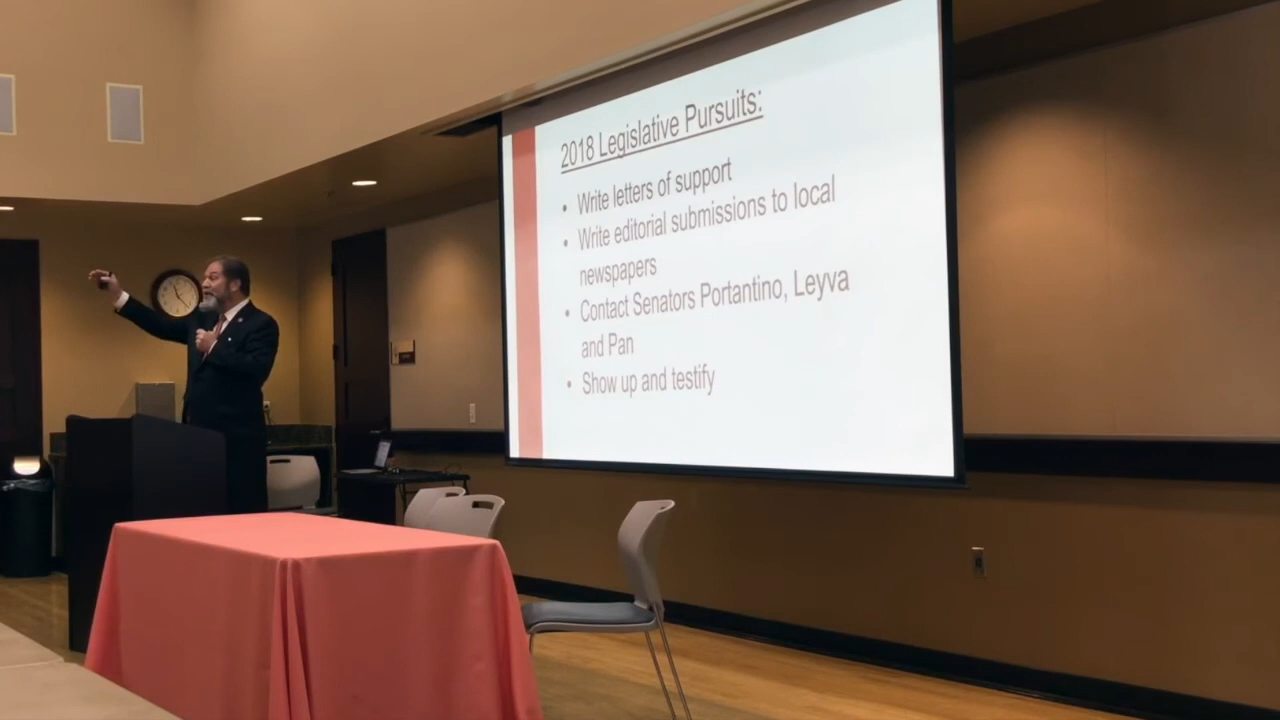 2018 Legislative Pursuits:
• Write letters of support
• Write editorial submissions to local
newspapers
• Contact Senators Portantino, Leyva
and Pan
• Show up and testify